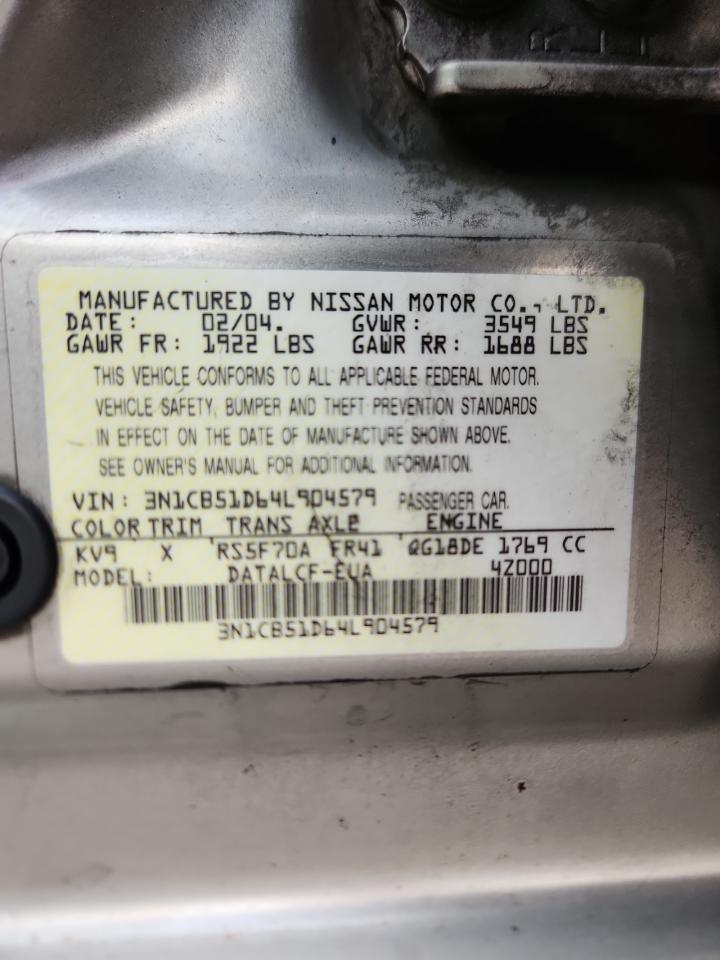 MANUFACTURED BY NISSAN MOTOR CO., LTD.
DATE: 02/04. GVWR: 3549 LBS
GAWR FR: 1922 LBS GAWR RR: 1688 LBS
THIS VEHICLE CONFORMS TO ALL APPLICABLE FEDERAL MOTOR.
VEHICLE SAFETY, BUMPER AND THEFT PREVENTION STANDARDS
IN EFFECT ON THE DATE OF MANUFACTURE SHOWN ABOVE.
SEE OWNER'S MANUAL FOR ADDITIONAL INFORMATION.
VIN: 3N1CB51D64L904579 PASSENGER CAR.
COLOR TRIM TRANS AXLE ENGINE
KV9 X RS5F70A FR41 QG18DE 1769 CC
MODEL: DATALCF-EUA 4Z000
3N1CB51D64L904579